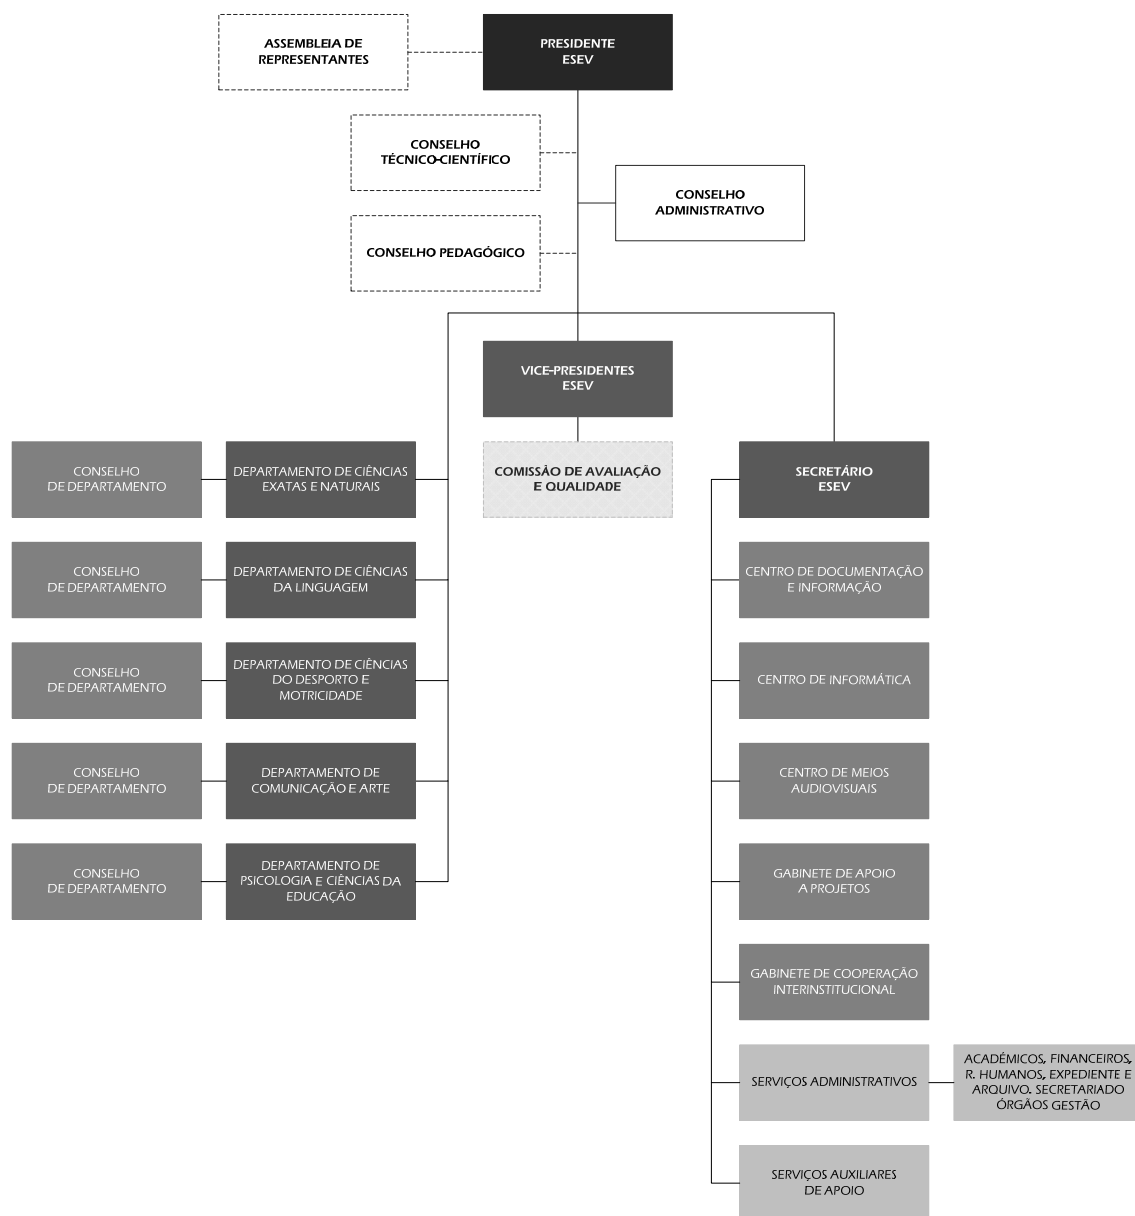 ASSEMBLEIA DE
REPRESENTANTES
PRESIDENTE
ESEV
CONSELHO
TÉCNICO-CIENTÍFICO
CONSELHO
ADMINISTRATIVO
CONSELHO PEDAGÓGICO
VICE-PRESIDENTES
ESEV
CONSELHO
DE DEPARTAMENTO
DEPARTAMENTO DE CIÊNCIAS
EXATAS E NATURAIS
COMISSÃO DE AVALIAÇÃO
E QUALIDADE
SECRETÁRIO
ESEV
CONSELHO
DE DEPARTAMENTO
DEPARTAMENTO DE CIÊNCIAS
DA LINGUAGEM
CENTRO DE DOCUMENTAÇÃO
E INFORMAÇÃO
CONSELHO
DE DEPARTAMENTO
DEPARTAMENTO DE CIÊNCIAS
DO DESPORTO E
MOTRICIDADE
CENTRO DE INFORMÁTICA
CONSELHO
DE DEPARTAMENTO
DEPARTAMENTO DE
COMUNICAÇÃO E ARTE
CENTRO DE MEIOS
AUDIOVISUAIS
CONSELHO
DE DEPARTAMENTO
DEPARTAMENTO DE
PSICOLOGIA E CIÊNCIAS DA
EDUCAÇÃO
GABINETE DE APOIO
A PROJETOS
GABINETE DE COOPERAÇÃO
INTERINSTITUCIONAL
SERVIÇOS ADMINISTRATIVOS
ACADÉMICOS, FINANCEIROS,
R. HUMANOS, EXPEDIENTE E
ARQUIVO. SECRETARIADO
ÓRGÃOS GESTÃO
SERVIÇOS AUXILIARES
DE APOIO